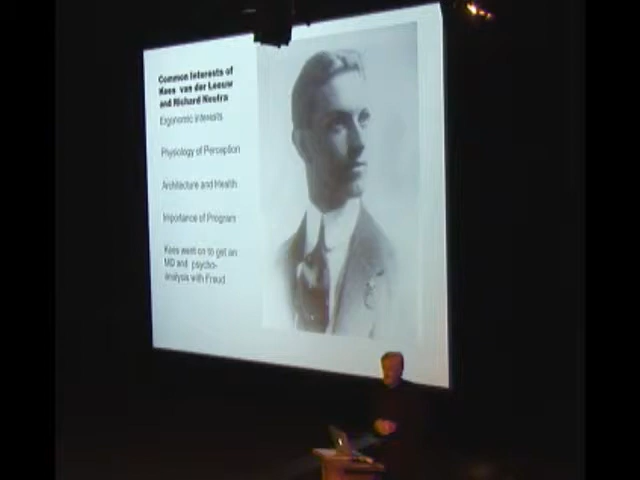 Common Interests of
Kees van der Leeuw
and Richard Neutra
Ergonomic interests
Physiology of Perception
Architecture and Health
Importance of Program
Kees went on to get an
MD and psycho-
analysis with Freud